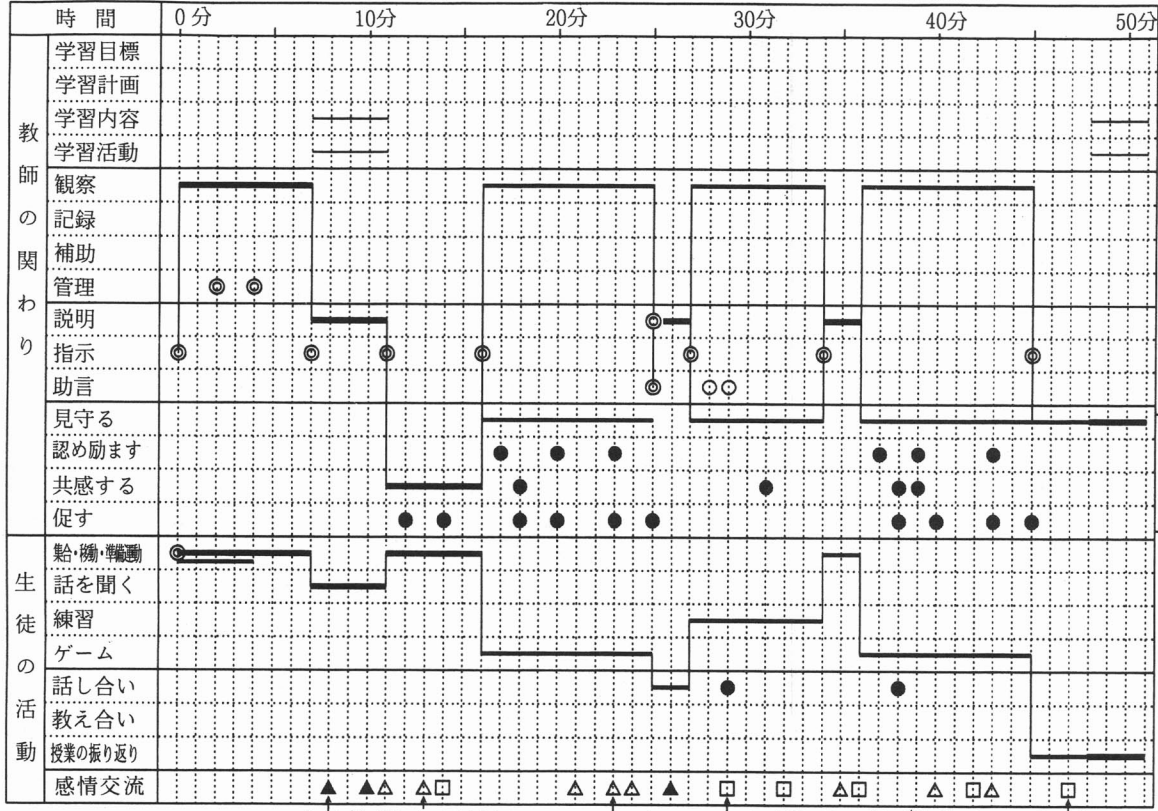 時間 0分 10分 20分 30分 40分 50分
教師の関わり
学習目標
学習計画
学習内容
学習活動
観察
記録
補助
管理
説明
指示
助言
見守る
認め励ます
共感する
促す
生徒の活動
話を聞く
練習
ゲーム
話し合い
教え合い
授業の振り返り
感情交流